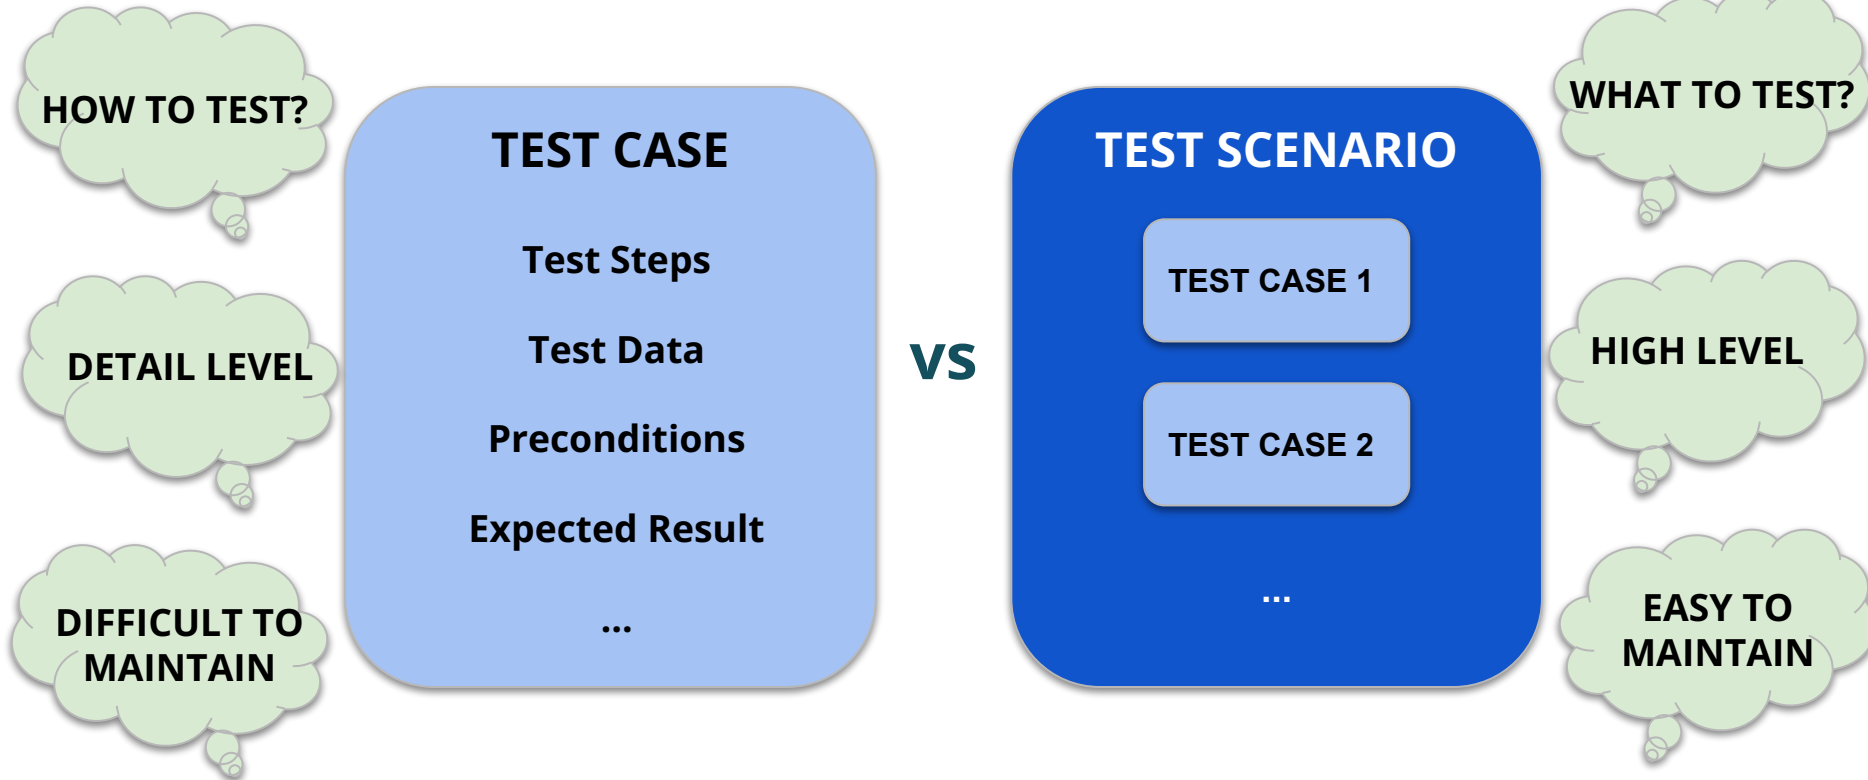 HOW TO TEST?
DETAIL LEVEL
DIFFICULT TO
MAINTAIN
TEST CASE
Test Steps
Test Data
Preconditions
Expected Result
...
vs
TEST SCENARIO
TEST CASE 1
TEST CASE 2
...
WHAT TO TEST?
HIGH LEVEL
EASY TO
MAINTAIN